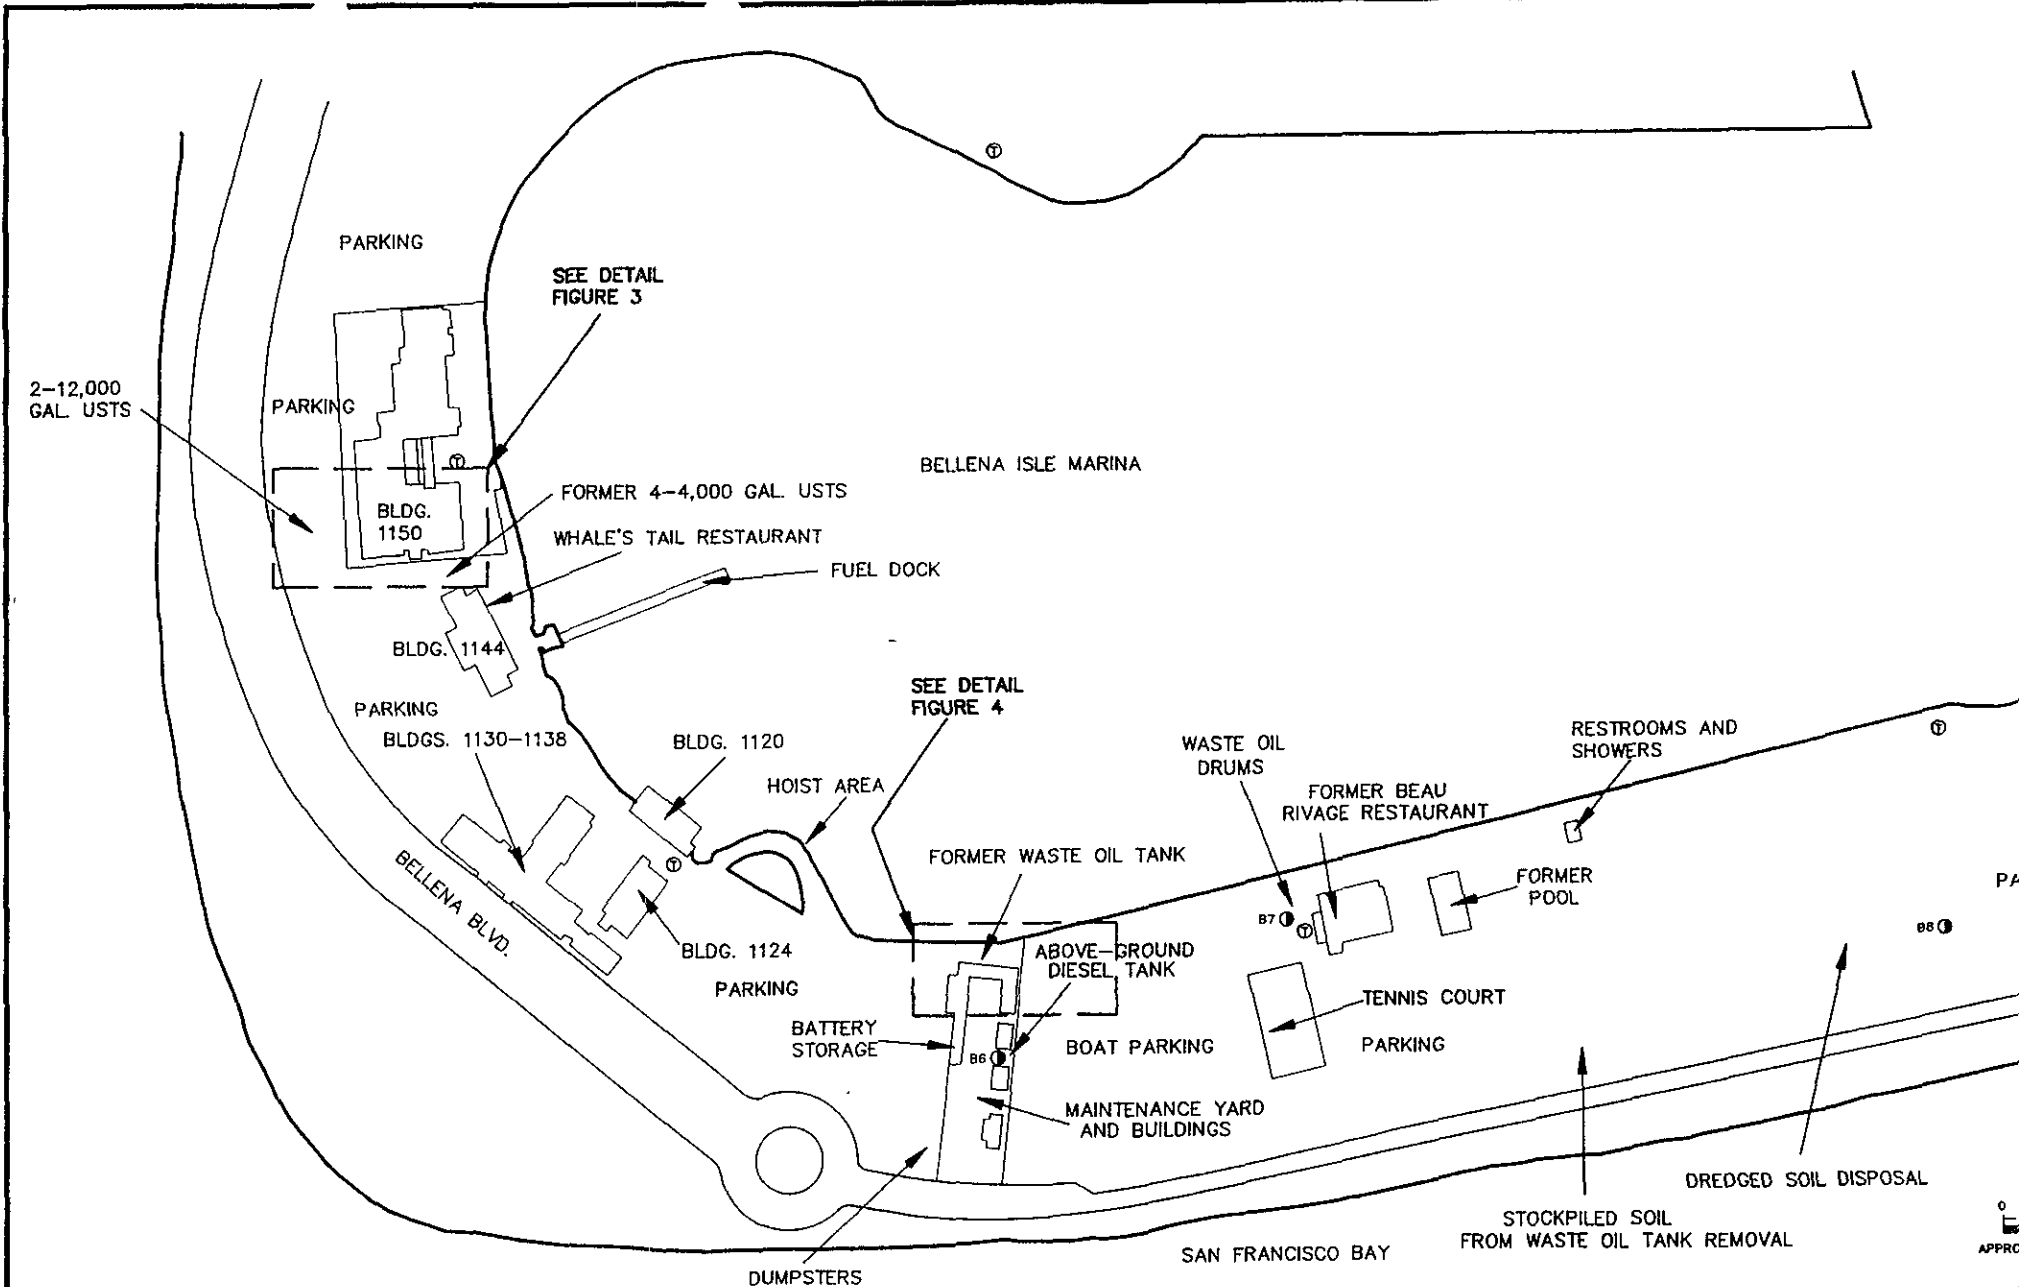 PARKING
SEE DETAIL
FIGURE 3
2-12,000
GAL. USTS
PARKING
BELLENA ISLE MARINA
FORMER 4-4,000 GAL. USTS
BLDG.
1150
WHALE'S TAIL RESTAURANT
FUEL DOCK
BLDG. 1144
SEE DETAIL
FIGURE 4
PARKING
BLDGS. 1130-1138
BLDG. 1120
HOIST AREA
WASTE OIL
DRUMS
RESTROOMS AND
SHOWERS
FORMER BEAU
RIVAGE RESTAURANT
FORMER WASTE OIL TANK
BELLENA BLVD.
FORMER
POOL
PA
B7
B8
BLDG. 1124
ABOVE-GROUND
DIESEL TANK
PARKING
TENNIS COURT
BATTERY
STORAGE
B6
BOAT PARKING
PARKING
MAINTENANCE YARD
AND BUILDINGS
DREDGED SOIL DISPOSAL
STOCKPILED SOIL
FROM WASTE OIL TANK REMOVAL
SAN FRANCISCO BAY
DUMPSTERS
0
APPRO
T
T
T
T
T